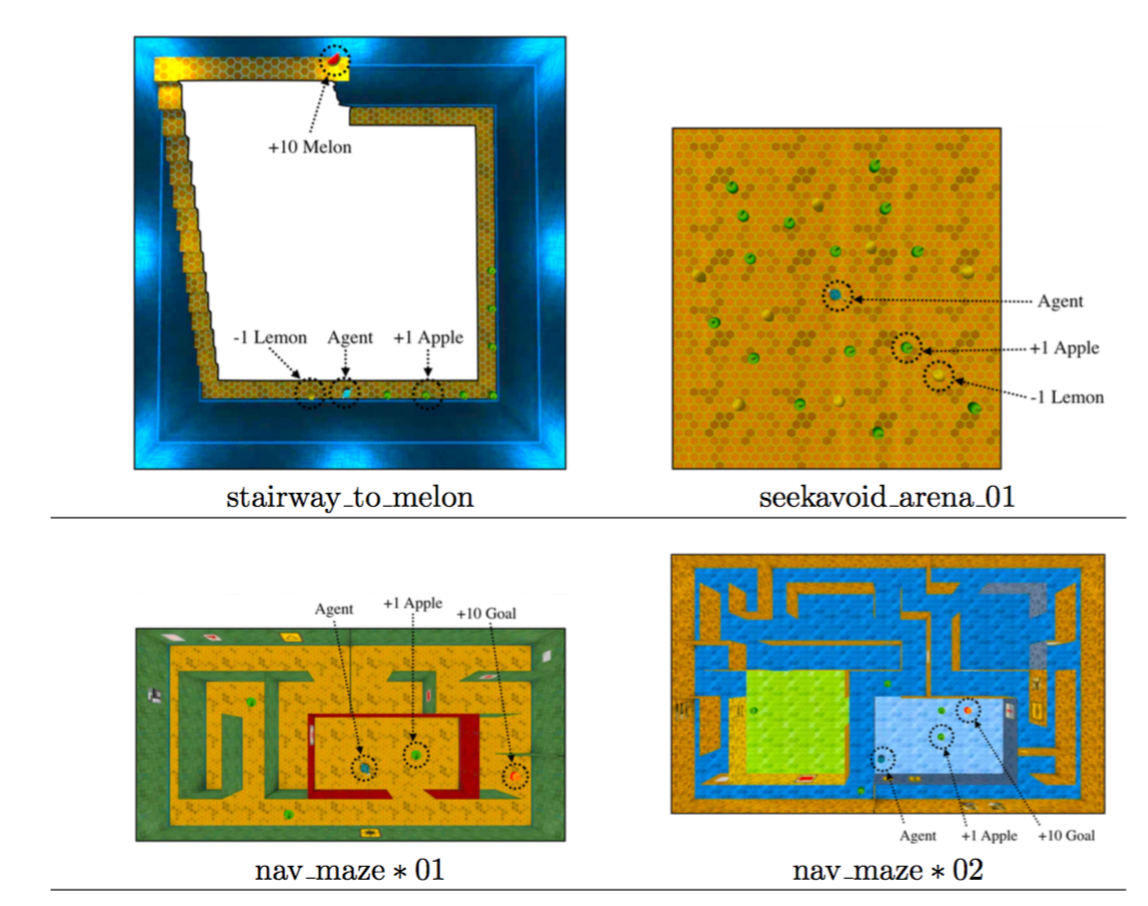 +10 Melon
-1 Lemon Agent +1 Apple
stairway_to_melon
Agent
+1 Apple
-1 Lemon
seekavoid_arena_01
Agent +1 Apple +10 Goal
nav_maze * 01
Agent +1 Apple +10 Goal
nav_maze * 02